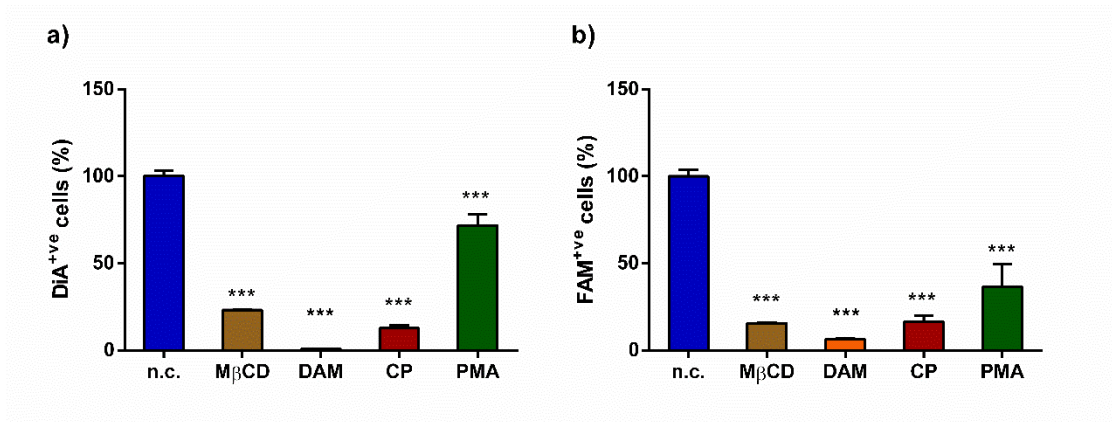 a)
150
100
50
0
DiA+ve cells (%)
***
***
***
***
n.c.
MβCD
DAM
CP
PMA
b)
150
100
50
0
FAM+ve cells (%)
***
***
***
***
n.c.
MβCD
DAM
CP
PMA